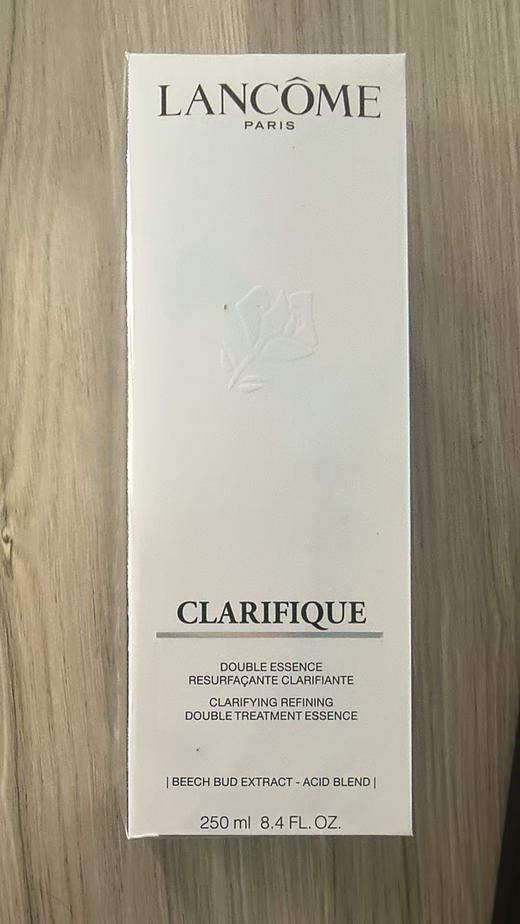 LANCÔME
PARIS
CLARIFIQUE
DOUBLE ESSENCE
RESURFAÇANTE CLARIFIANTE
CLARIFYING REFINING
DOUBLE TREATMENT ESSENCE
| BEECH BUD EXTRACT - ACID BLEND |
250 ml 8.4 FL. OZ.